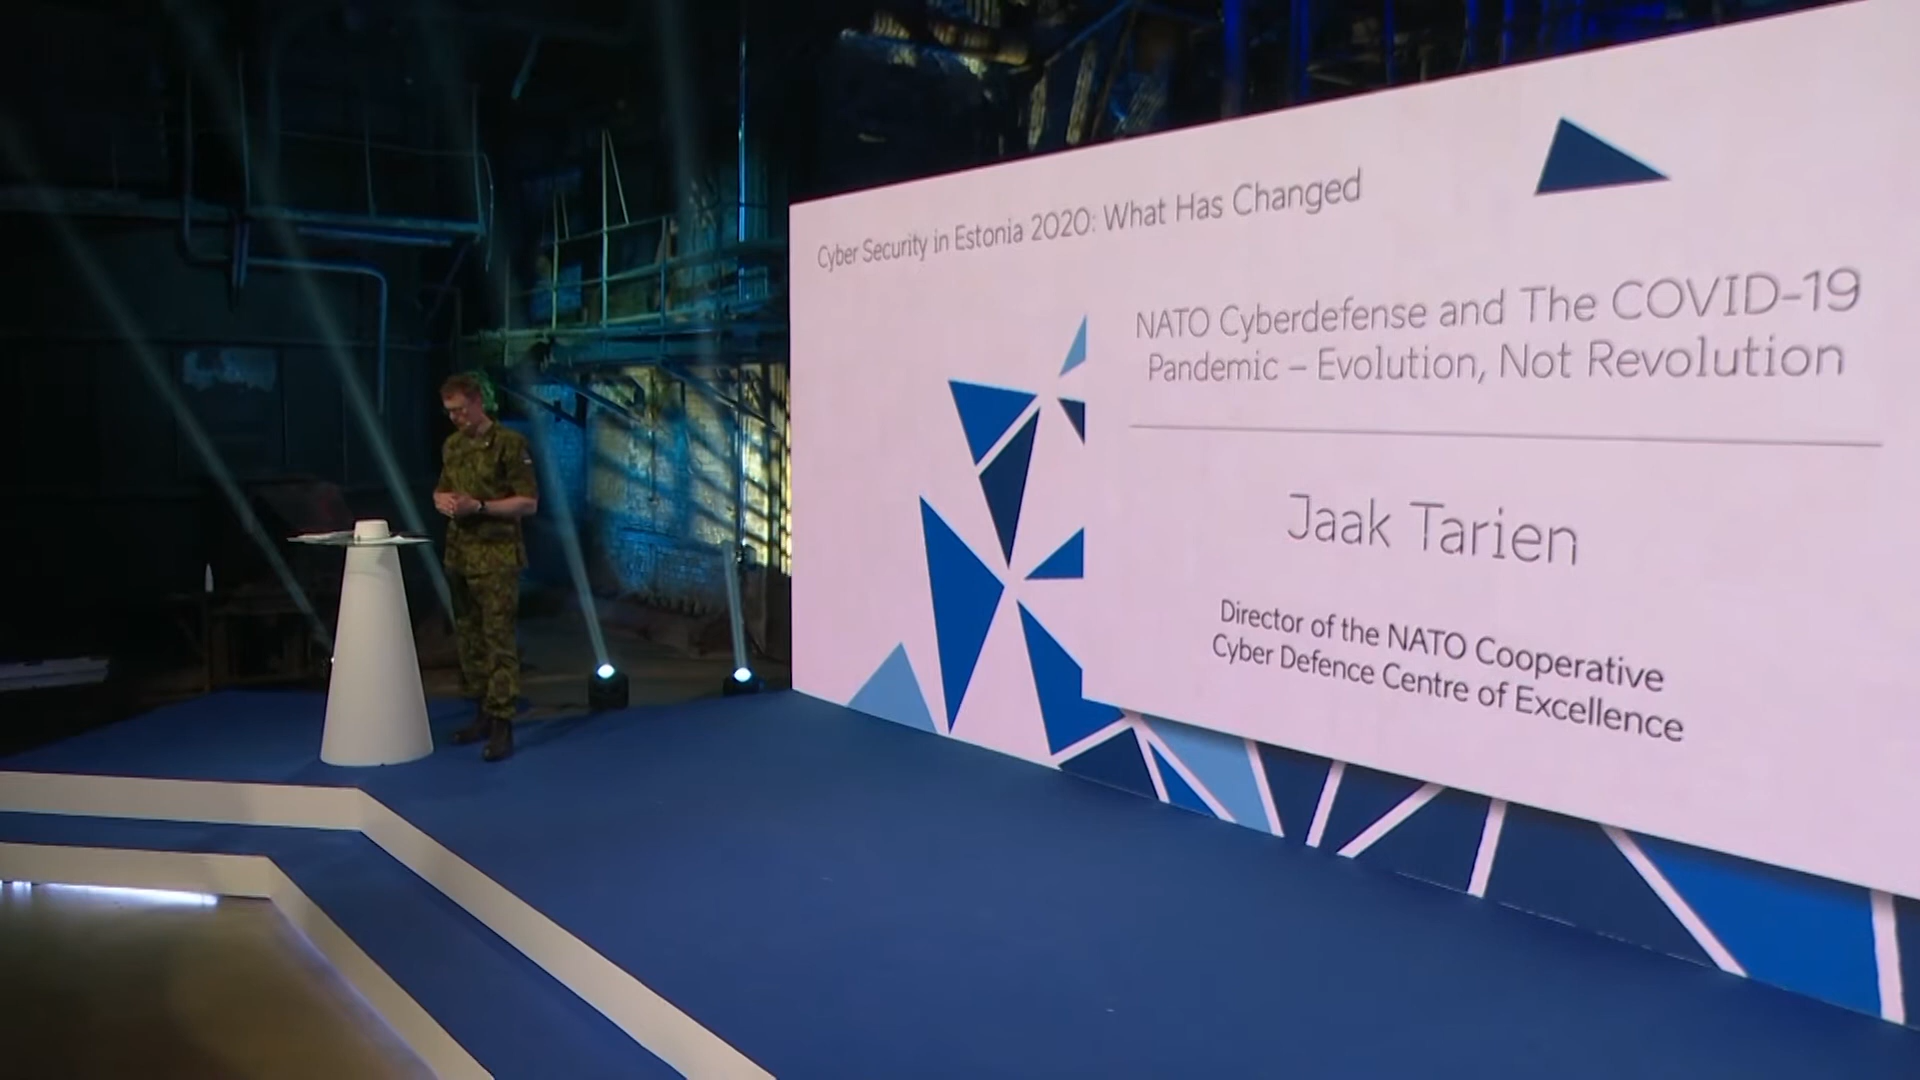 Cyber Security in Estonia 2020: What Has Changed
NATO Cyberdefense and The COVID-19
Pandemic – Evolution, Not Revolution
Jaak Tarien
Director of the NATO Cooperative
Cyber Defence Centre of Excellence